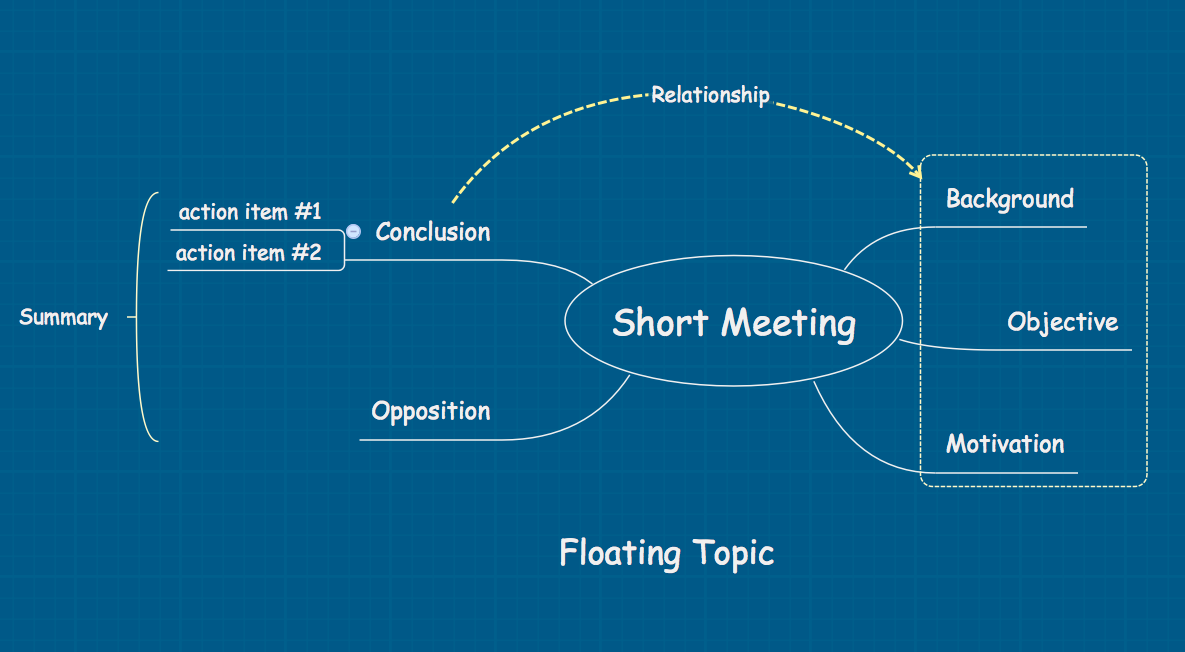 Relationship
Background
action item #1
Conclusion
action item #2
Summary
Short Meeting
Objective
Opposition
Motivation
Floating Topic